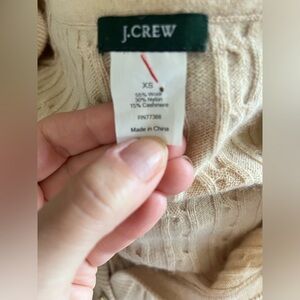 J.CREW
XS
55% Wool
30% Nylon
15% Cashmere
RN77388
Made in China